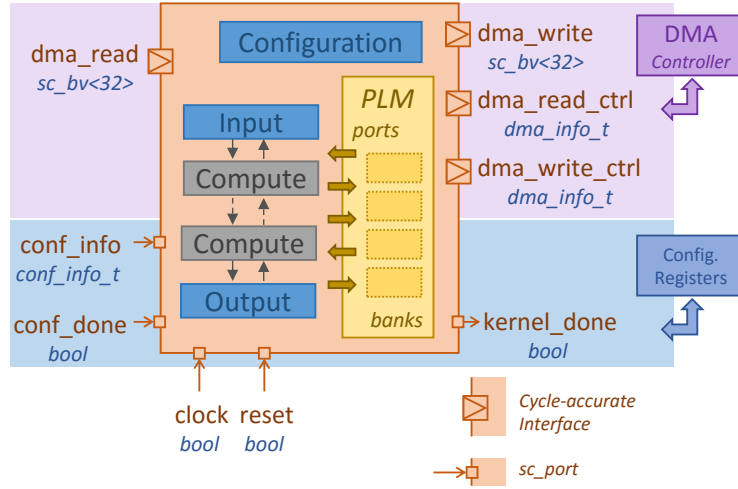 dma_read
sc_bv<32>
Configuration
dma_write
sc_bv<32>
DMA
Controller
PLM
ports
Input
dma_read_ctrl
dma_info_t
Compute
dma_write_ctrl
dma_info_t
conf_info
conf_info_t
Compute
Config.
Registers
Output
banks
conf_done
bool
kernel_done
bool
clock
bool
reset
bool
Cycle-accurate
Interface
sc_port